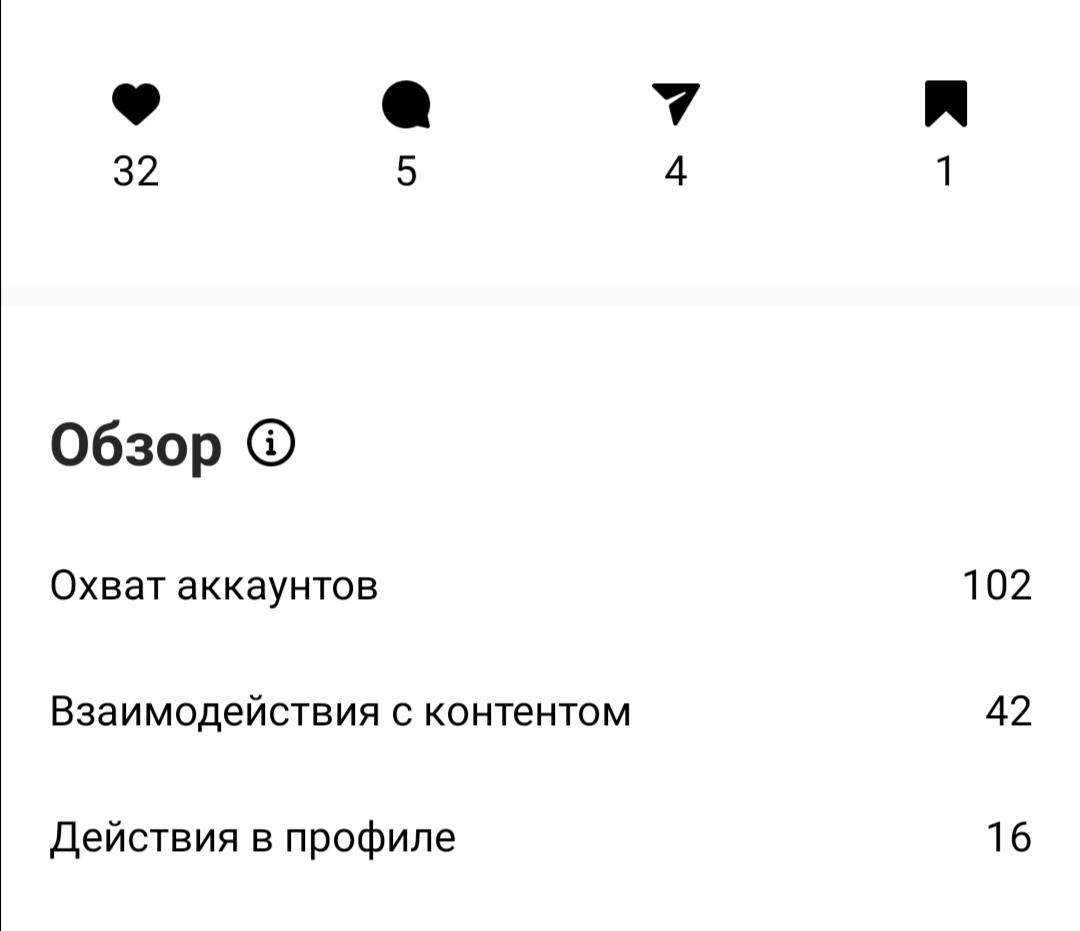 32 5 4 1
Обзор
Охват аккаунтов 102
Взаимодействия с контентом 42
Действия в профиле 16